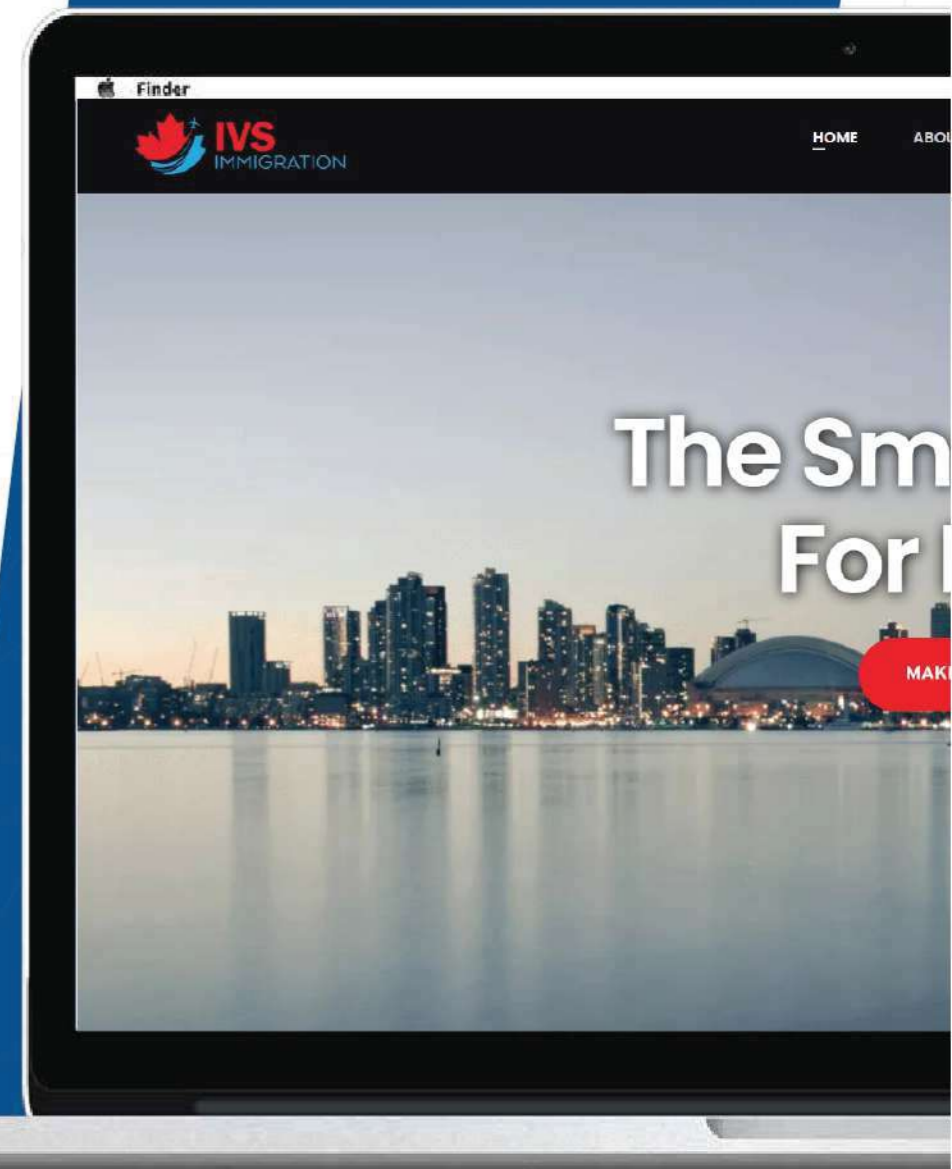 Finder
IVS
IMMIGRATION
HOME ABOU
The Sm
For
MAK